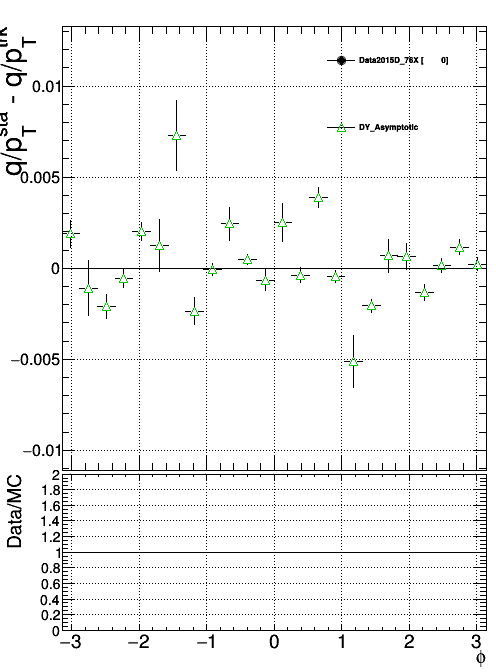 q/p_T^sta - q/p_T^trk
Data2015D_76X [ 0]
DY_Asymptotic
0.01
0.005
0
−0.005
−0.01
Data/MC
2
1.8
1.6
1.4
1.2
1
0.8
0.6
0.4
0.2
0
−3 −2 −1 0 1 2 3
ϕ